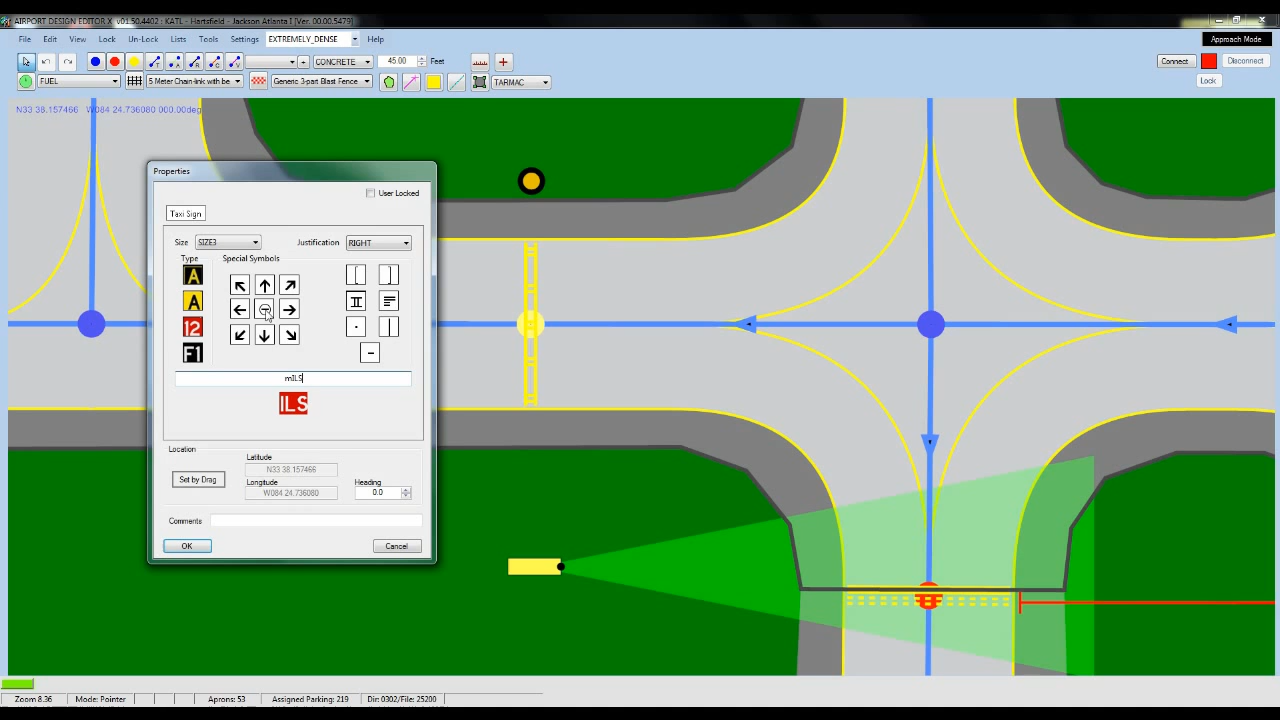 AIRPORT DESIGN EDITOR X v01.50.4402 : KATL - Hartsfield - Jackson Atlanta I [Ver. 00.00.5479]
File Edit View Lock Un-Lock Lists Tools Settings EXTREMELY_DENSE Help
Approach Mode
CONCRETE 45.00 Feet
Connect Disconnect
FUEL 5 Meter Chain-link with be Generic 3-part Blast Fence TARMAC
Lock
N33 38.157466 W084 24.736080 000.00deg
Properties
User Locked
Taxi Sign
Size SIZE3 Justification RIGHT
Type Special Symbols
A
A
12
F1
mILS
ILS
Location
Latitude
Set by Drag N33 38.157466
Longitude Heading
W084 24.736080 0.0
Comments
OK Cancel
Zoom 8.36 Mode: Pointer Aprons: 53 Assigned Parking: 219 Dir: 0302/File: 25200